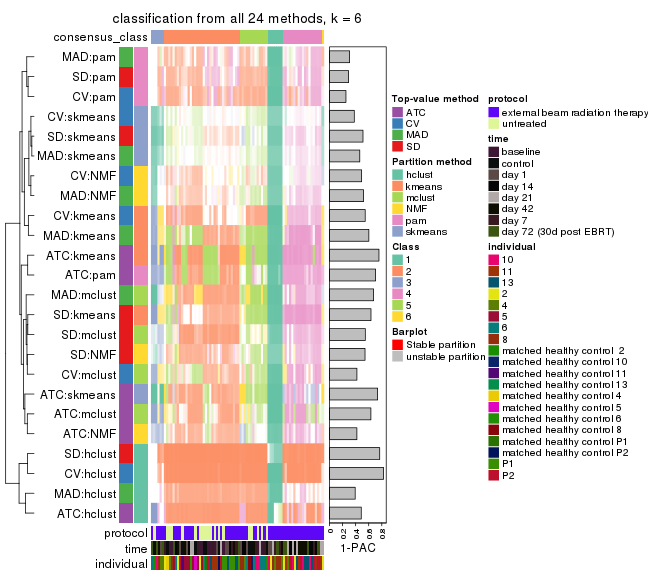 classification from all 24 methods, k = 6
consensus_class
MAD:pam
SD:pam
CV:pam
CV:skmeans
SD:skmeans
MAD:skmeans
CV:NMF
MAD:NMF
CV:kmeans
MAD:kmeans
ATC:kmeans
ATC:pam
MAD:mclust
SD:kmeans
SD:mclust
SD:NMF
CV:mclust
ATC:skmeans
ATC:mclust
ATC:NMF
SD:hclust
CV:hclust
MAD:hclust
ATC:hclust
protocol
time
individual
0
0.2
0.4
0.6
0.8
1-PAC
Top-value method
ATC
CV
MAD
SD
Partition method
hclust
kmeans
mclust
NMF
pam
skmeans
Class
1
2
3
4
5
6
Barplot
Stable partition
unstable partition
protocol
external beam radiation therapy
untreated
time
baseline
control
day 1
day 14
day 21
day 42
day 7
day 72 (30d post EBRT)
individual
10
11
13
2
4
5
6
8
matched healthy control 2
matched healthy control 10
matched healthy control 11
matched healthy control 13
matched healthy control 4
matched healthy control 5
matched healthy control 6
matched healthy control 8
matched healthy control P1
matched healthy control P2
P1
P2